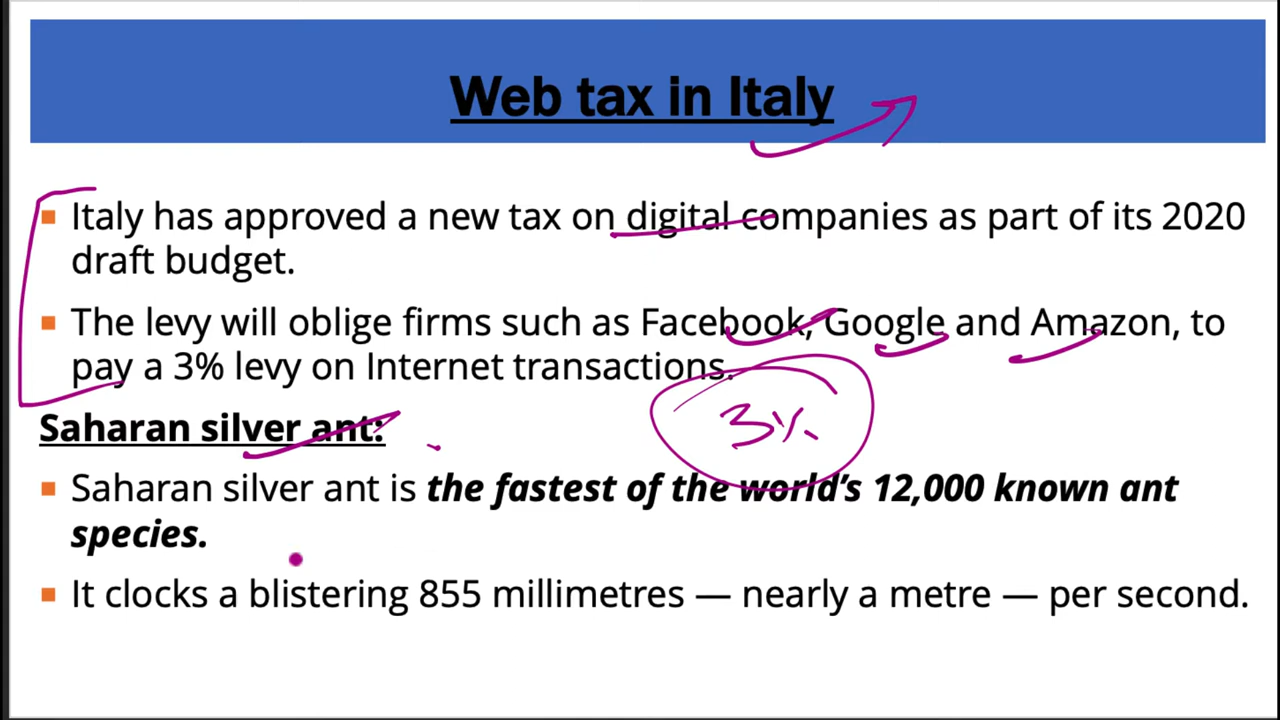 Web tax in Italy
Italy has approved a new tax on digital companies as part of its 2020
draft budget.
The levy will oblige firms such as Facebook, Google and Amazon, to
pay a 3% levy on Internet transactions.
3%
Saharan silver ant:
Saharan silver ant is the fastest of the world's 12,000 known ant
species.
It clocks a blistering 855 millimetres — nearly a metre — per second.